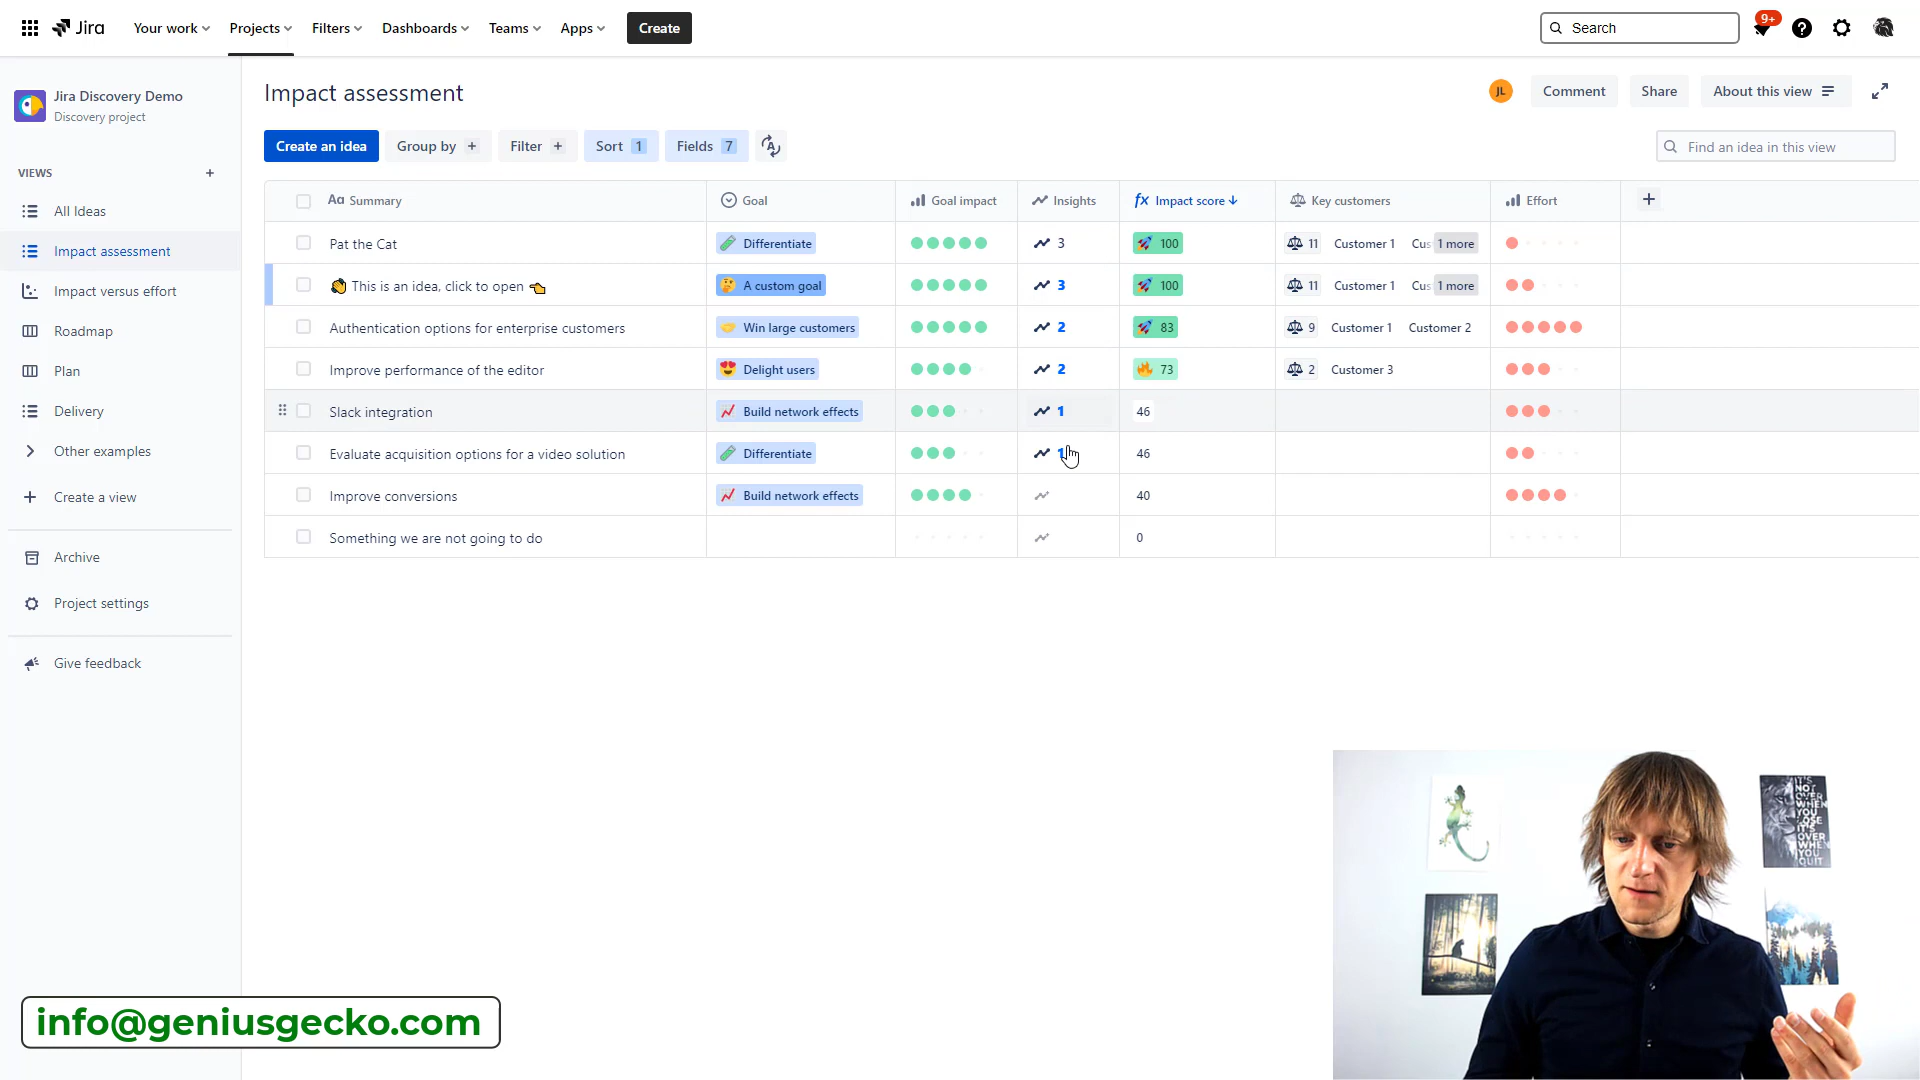 Jira
Your work
Projects
Filters
Dashboards
Teams
Apps
Create
Search
9+
Jira Discovery Demo
Discovery project
VIEWS
All Ideas
Impact assessment
Impact versus effort
Roadmap
Plan
Delivery
Other examples
Create a view
Archive
Project settings
Give feedback
Impact assessment
JL
Comment
Share
About this view
Create an idea
Group by +
Filter +
Sort 1
Fields 7
Find an idea in this view
Aa Summary Goal Goal impact Insights fx Impact score Key customers Effort
Pat the Cat Differentiate 3 100 11 Customer 1 Cus 1 more
This is an idea, click to open A custom goal 3 100 11 Customer 1 Cus 1 more
Authentication options for enterprise customers Win large customers 2 83 9 Customer 1 Customer 2
Improve performance of the editor Delight users 2 73 2 Customer 3
Slack integration Build network effects 1 46
Evaluate acquisition options for a video solution Differentiate 1 46
Improve conversions Build network effects 40
Something we are not going to do 0
IT'S
NOT
OVER
WHEN
YOU
LOSE
IT'S
OVER
WHEN
YOU
QUIT
info@geniusgecko.com